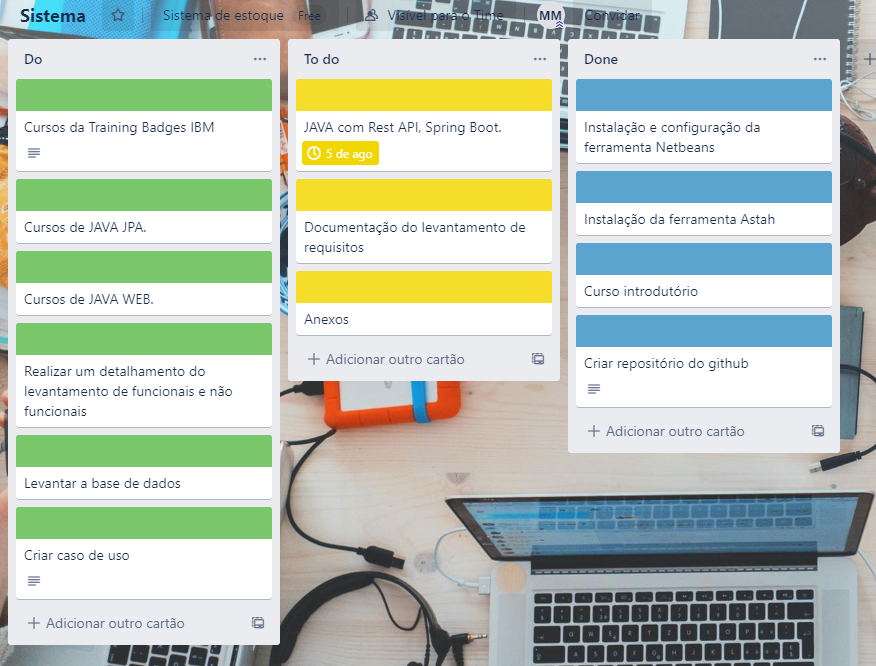 Sistema
Sistema de estoque Free
Visível para o Time
MM
Convidar
Do
Cursos da Training Badges IBM
Cursos de JAVA JPA.
Cursos de JAVA WEB.
Realizar um detalhamento do
levantamento de funcionais e não
funcionais
Levantar a base de dados
Criar caso de uso
+ Adicionar outro cartão
To do
JAVA com Rest API, Spring Boot.
5 de ago
Documentação do levantamento de
requisitos
Anexos
+ Adicionar outro cartão
Done
Instalação e configuração da
ferramenta Netbeans
Instalação da ferramenta Astah
Curso introdutório
Criar repositório do github
+ Adicionar outro cartão